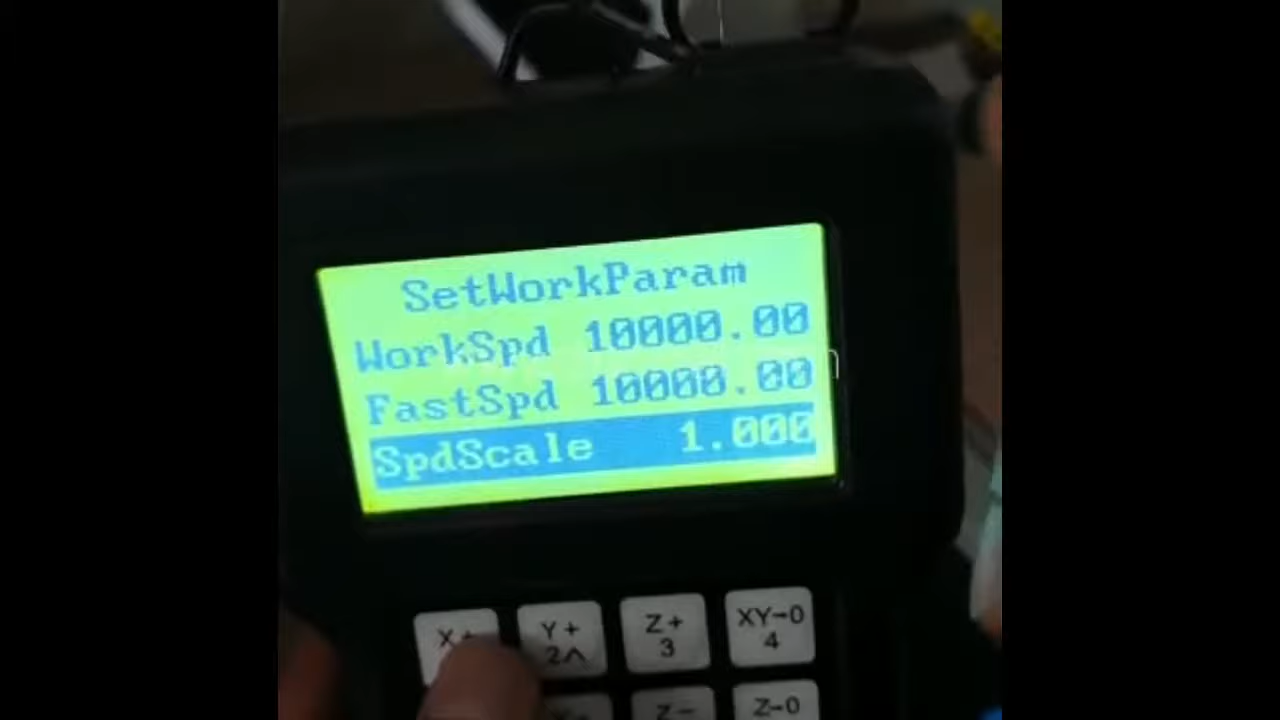 SetWorkParam
WorkSpd 10000.00
FastSpd 10000.00
SpdScale 1.000
X+ Y+ Z+ XY-0
2^ 3 4
Z- Z-0